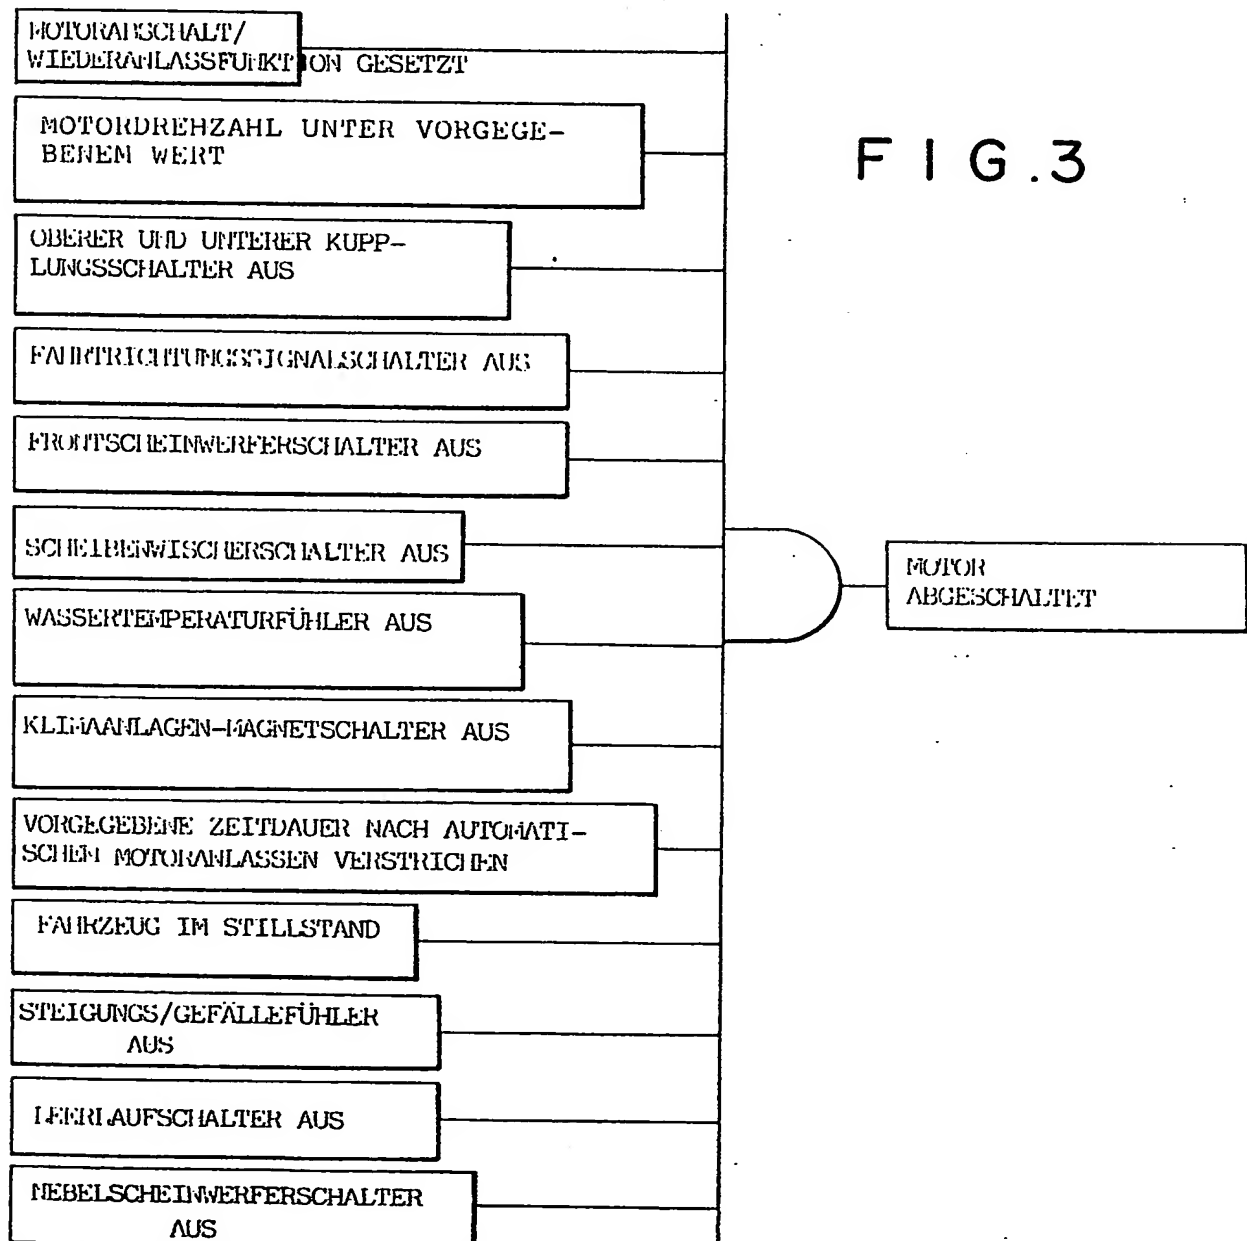 MOTORABSCHALT/
WIEDERANLASSFUNKTION GESETZT
MOTORDREHZAHL UNTER VORGEGE-
BENEM WERT
FIG.3
OBERER UND UNTERER KUPP-
LUNGSSCHALTER AUS
FAHRTRICHTUNGSSIGNALSCHALTER AUS
FRONTSCHEINWERFERSCHALTER AUS
SCHEIBENWISCHERSCHALTER AUS
MOTOR
ABGESCHALTET
WASSERTEMPERATURFÜHLER AUS
KLIMAANLAGEN-MAGNETSCHALTER AUS
VORGEGEBENE ZEITDAUER NACH AUTOMATI-
SCHEM MOTORANLASSEN VERSTRICHEN
FAHRZEUG IM STILLSTAND
STEIGUNGS/GEFÄLLEFÜHLER
AUS
LEERLAUFSCHALTER AUS
NEBELSCHEINWERFERSCHALTER
AUS